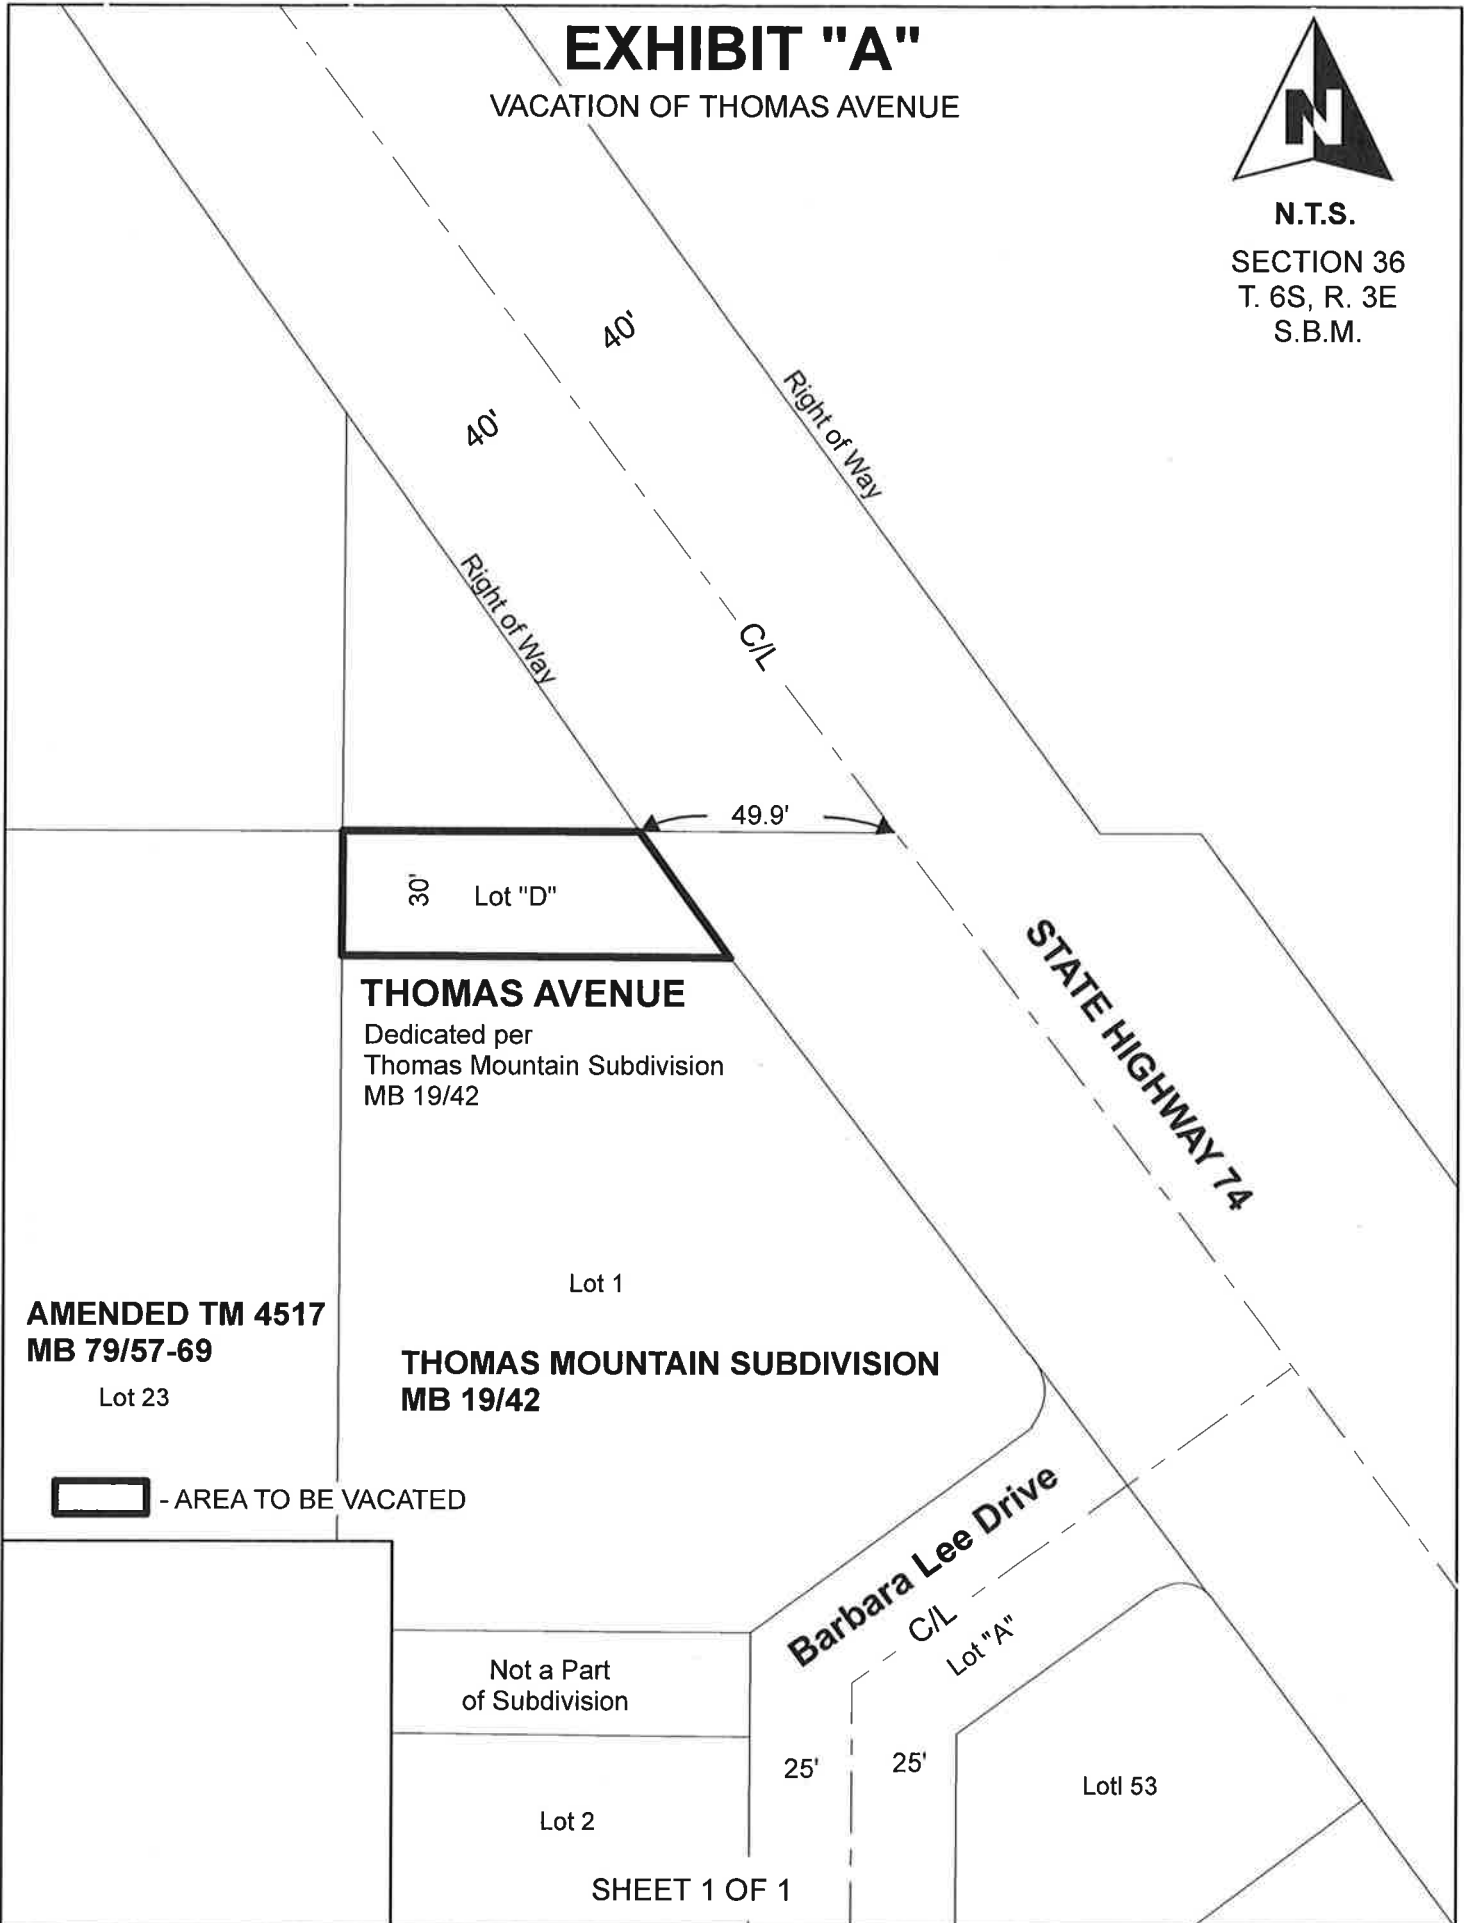 EXHIBIT "A"
VACATION OF THOMAS AVENUE
N
N.T.S.
SECTION 36
T. 6S, R. 3E
S.B.M.
40'
40'
Right of Way
Right of Way
C/L
49.9'
30'
Lot "D"
THOMAS AVENUE
Dedicated per
Thomas Mountain Subdivision
MB 19/42
STATE HIGHWAY 74
Lot 1
AMENDED TM 4517
MB 79/57-69
Lot 23
THOMAS MOUNTAIN SUBDIVISION
MB 19/42
- AREA TO BE VACATED
Barbara Lee Drive
C/L
Lot "A"
Not a Part
of Subdivision
25'
25'
Lotl 53
Lot 2
SHEET 1 OF 1